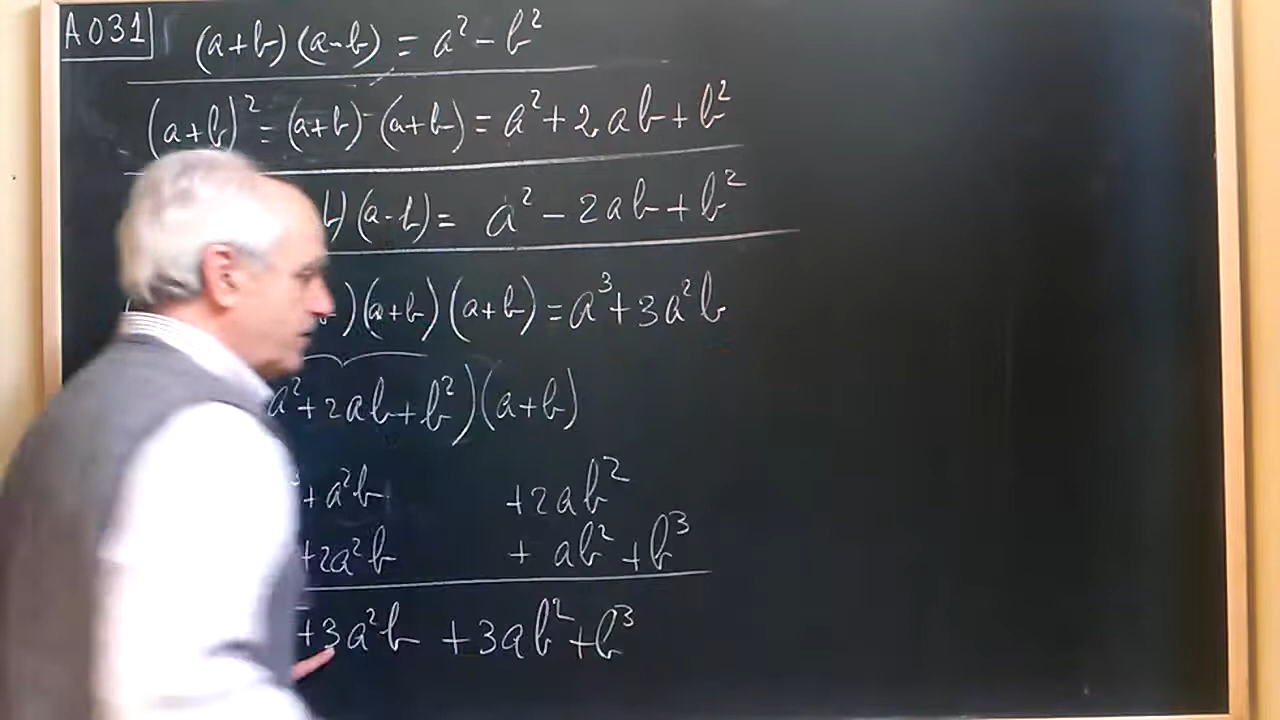 A031
(a+b)(a-b) = a² - b²
(a+b)² = (a+b)·(a+b) = a² + 2ab + b²
)(a-b) = a² - 2ab + b²
)(a+b)(a+b) = a³ + 3a²b
a² + 2ab + b²)(a+b)
+ a²b + 2ab²
+ 2a²b + ab² + b³
+ 3a²b + 3ab² + b³